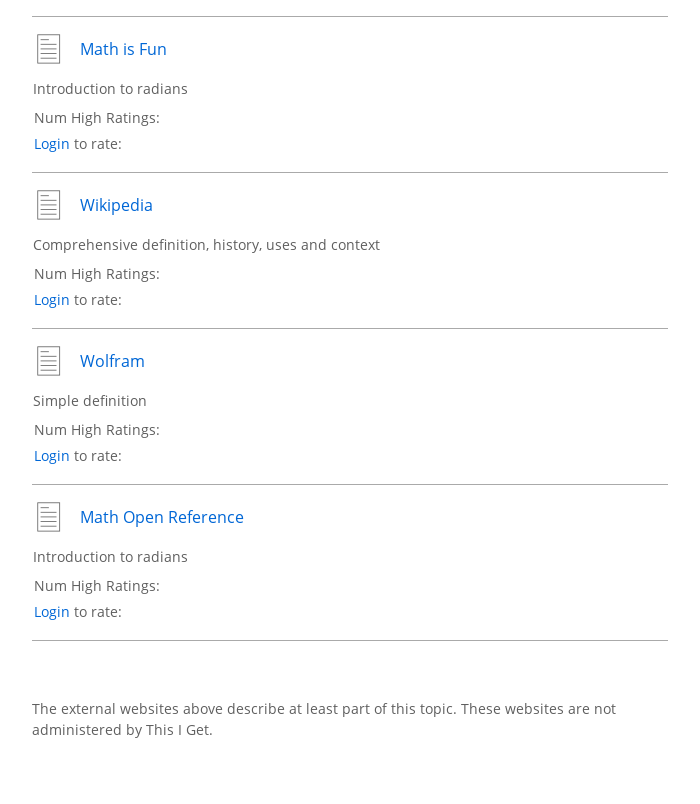 Math is Fun
Introduction to radians
Num High Ratings:
Login to rate:
Wikipedia
Comprehensive definition, history, uses and context
Num High Ratings:
Login to rate:
Wolfram
Simple definition
Num High Ratings:
Login to rate:
Math Open Reference
Introduction to radians
Num High Ratings:
Login to rate:
The external websites above describe at least part of this topic. These websites are not
administered by This I Get.